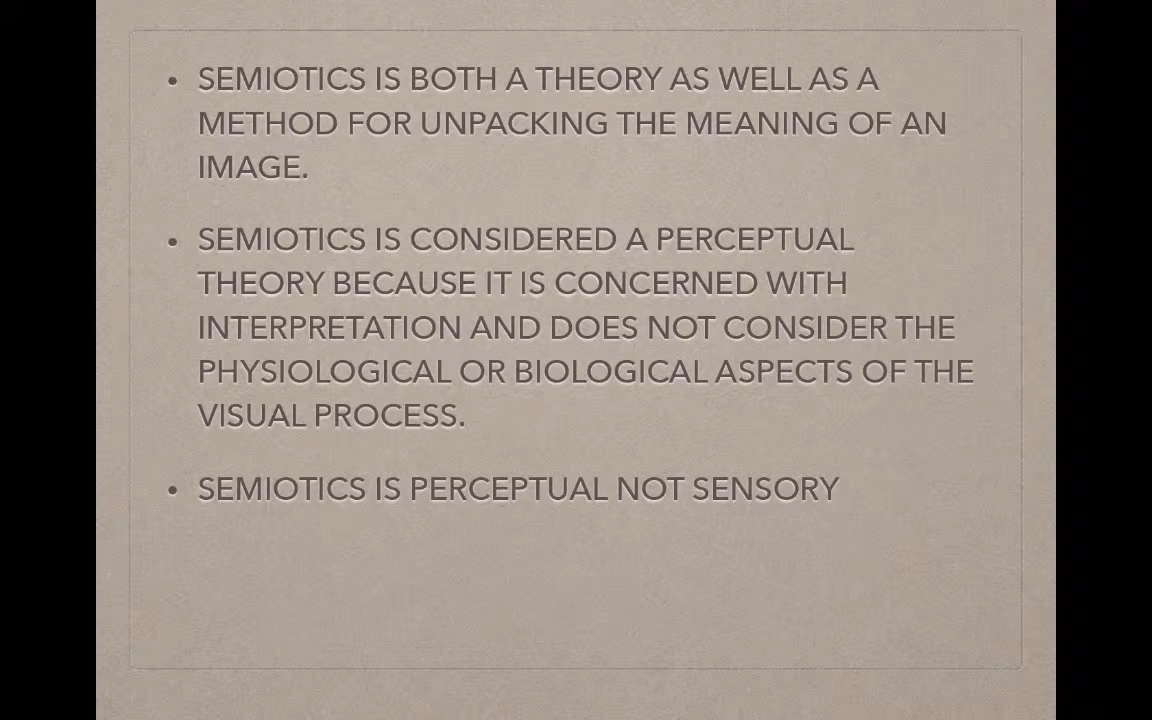 • SEMIOTICS IS BOTH A THEORY AS WELL AS A
METHOD FOR UNPACKING THE MEANING OF AN
IMAGE.
• SEMIOTICS IS CONSIDERED A PERCEPTUAL
THEORY BECAUSE IT IS CONCERNED WITH
INTERPRETATION AND DOES NOT CONSIDER THE
PHYSIOLOGICAL OR BIOLOGICAL ASPECTS OF THE
VISUAL PROCESS.
• SEMIOTICS IS PERCEPTUAL NOT SENSORY